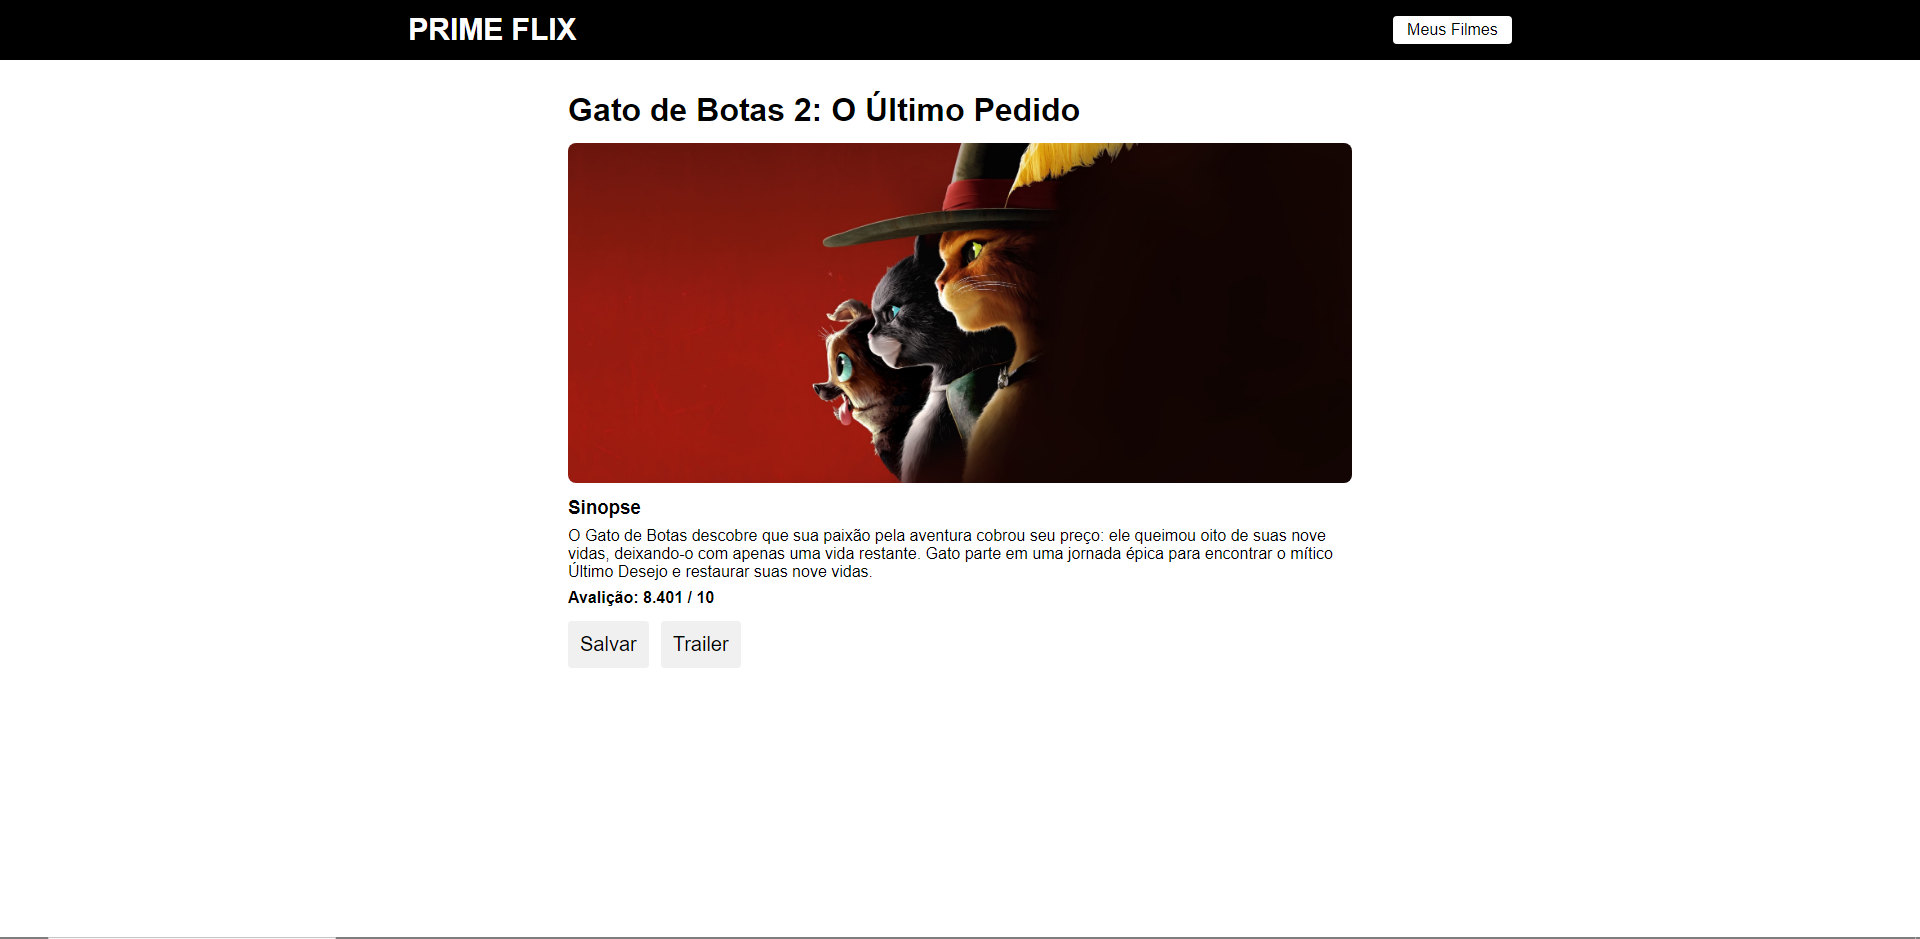 PRIME FLIX
Meus Filmes
Gato de Botas 2: O Último Pedido
Sinopse
O Gato de Botas descobre que sua paixão pela aventura cobrou seu preço: ele queimou oito de suas nove
vidas, deixando-o com apenas uma vida restante. Gato parte em uma jornada épica para encontrar o mítico
Último Desejo e restaurar suas nove vidas.
Avalição: 8.401 / 10
Salvar
Trailer